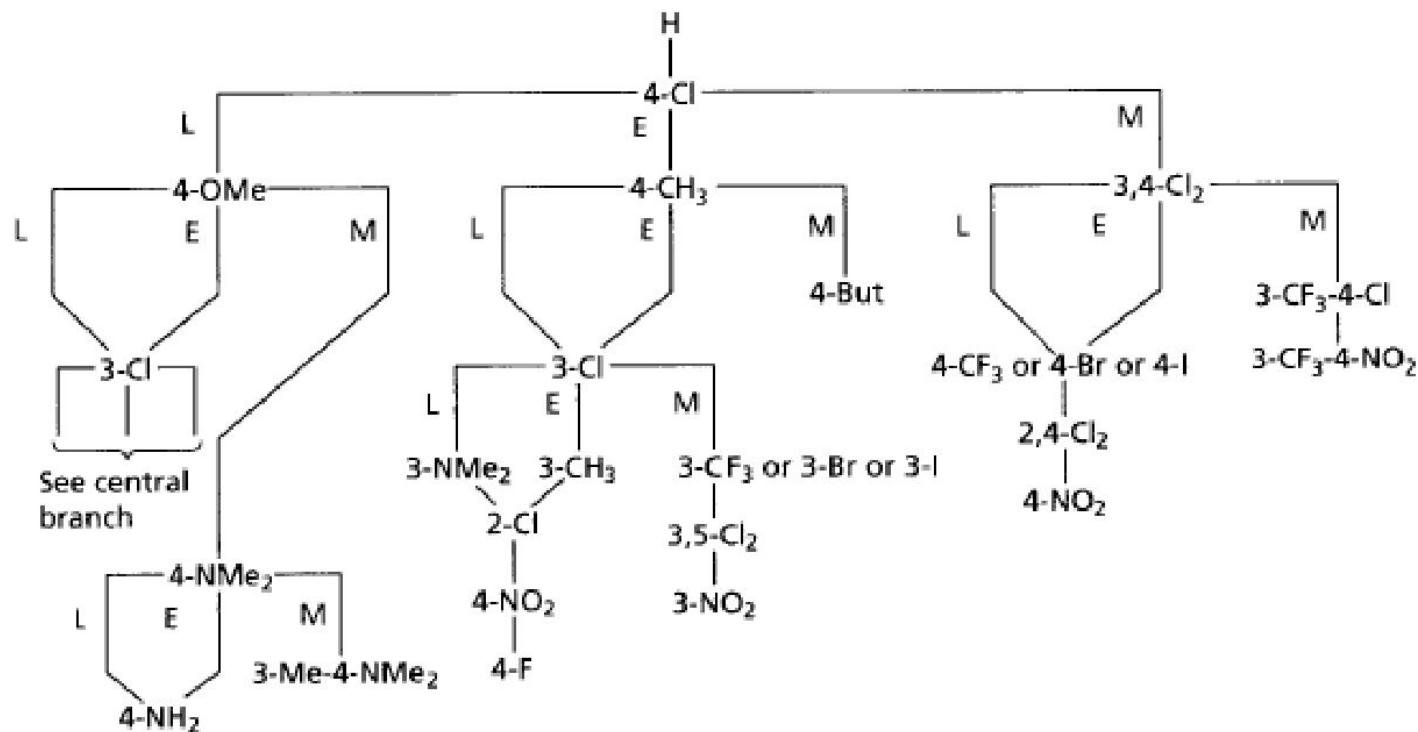 H
4-Cl
L E M
4-OMe 4-CH₃ 3,4-Cl₂
L E M L E M L E M
4-But 3-CF₃-4-Cl
3-Cl 3-Cl 4-CF₃ or 4-Br or 4-I 3-CF₃-4-NO₂
L E M
2,4-Cl₂
See central 3-NMe₂ 3-CH₃ 3-CF₃ or 3-Br or 3-I
branch 4-NO₂
2-Cl 3,5-Cl₂
4-NMe₂ 4-NO₂ 3-NO₂
L E M
3-Me-4-NMe₂ 4-F
4-NH₂